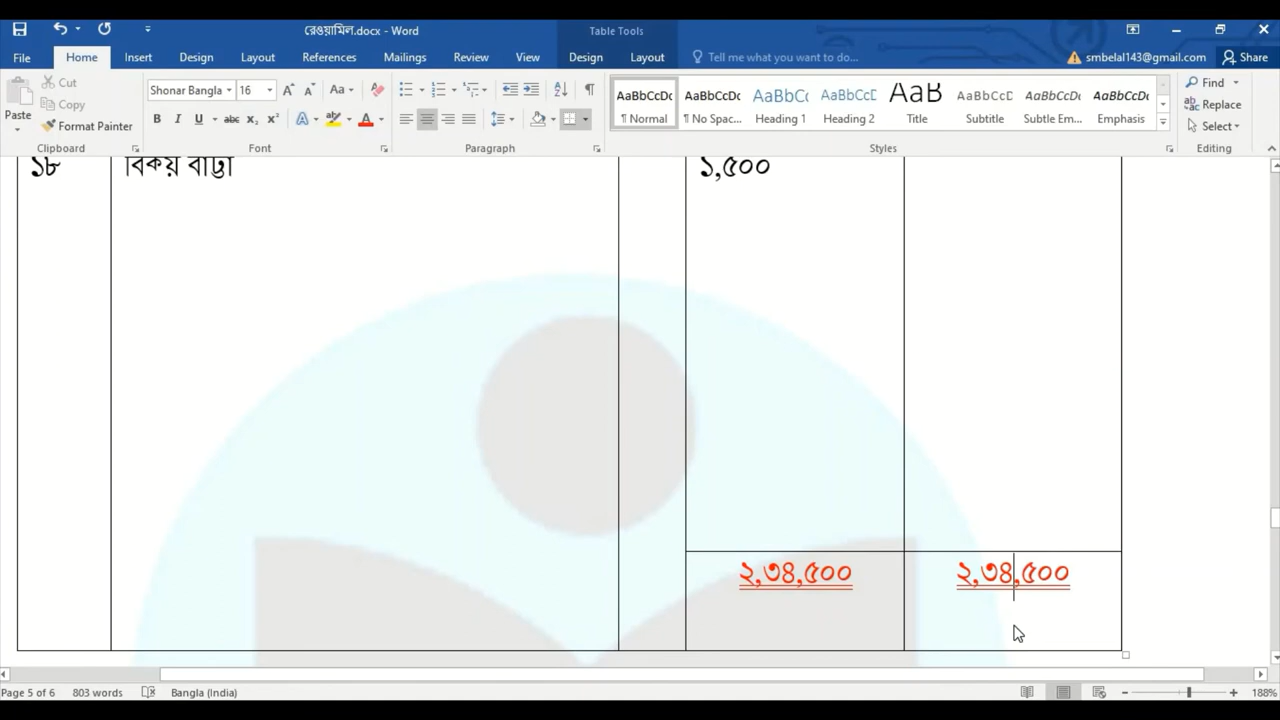 রেওয়ামিল.docx - Word
Table Tools
File
Home
Insert
Design
Layout
References
Mailings
Review
View
Design
Layout
Tell me what you want to do...
smbelal143@gmail.com
Share
Paste
Cut
Copy
Format Painter
Clipboard
Shonar Bangla
16
Font
Paragraph
AaBbCcDc
¶ Normal
AaBbCcDc
¶ No Spac...
AaBbCc
Heading 1
AaBbCcD
Heading 2
AaB
Title
AaBbCcD
Subtitle
AaBbCcDc
Subtle Em...
AaBbCcDc
Emphasis
Styles
Find
Replace
Select
Editing
১৮ বিক্রয় বাট্টা ১,৫০০
২,৩৪,৫০০ ২,৩৪,৫০০
Page 5 of 6
803 words
Bangla (India)
188%